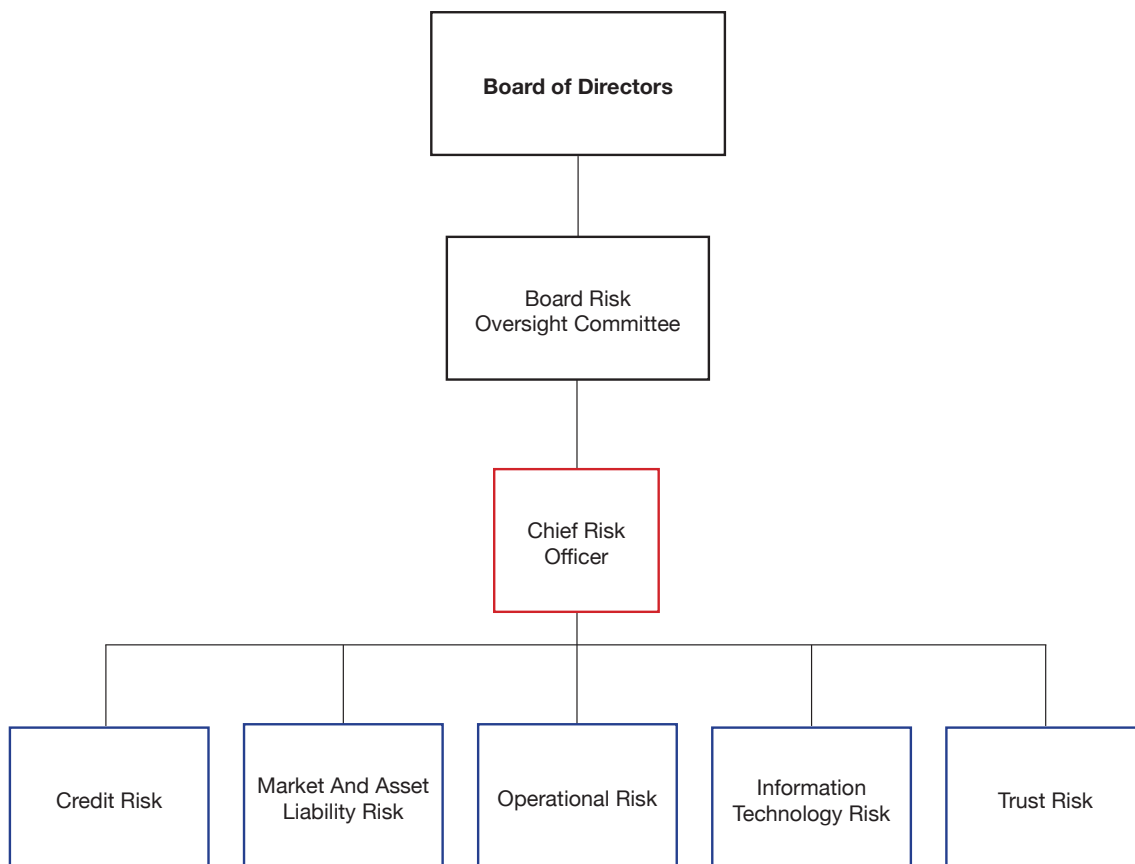 Board of Directors
Board Risk
Oversight Committee
Chief Risk
Officer
Credit Risk
Market And Asset
Liability Risk
Operational Risk
Information
Technology Risk
Trust Risk